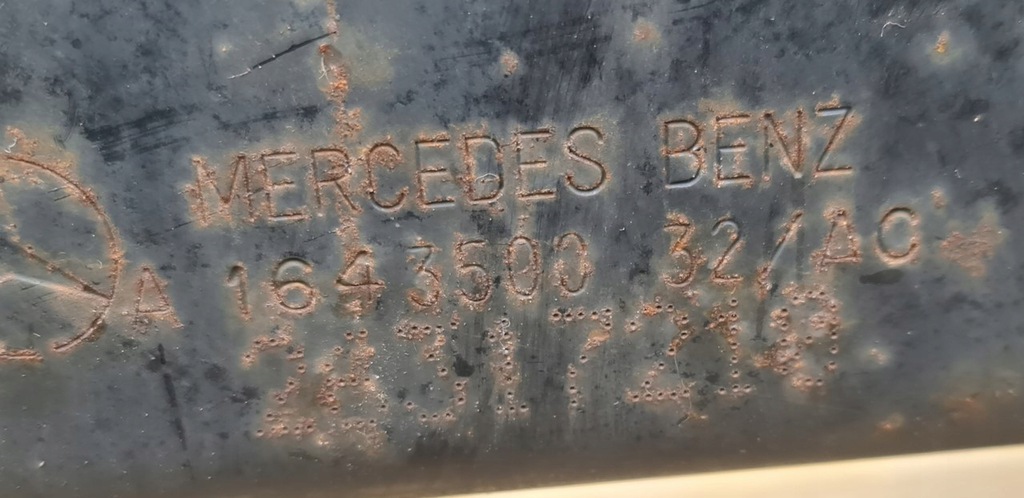 MERCEDES BENZ
A 164 3500 32 / AC